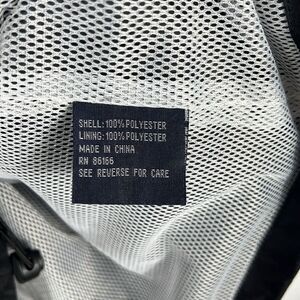 SHELL: 100% POLYESTER
LINING: 100% POLYESTER
MADE IN CHINA
RN 86166
SEE REVERSE FOR CARE